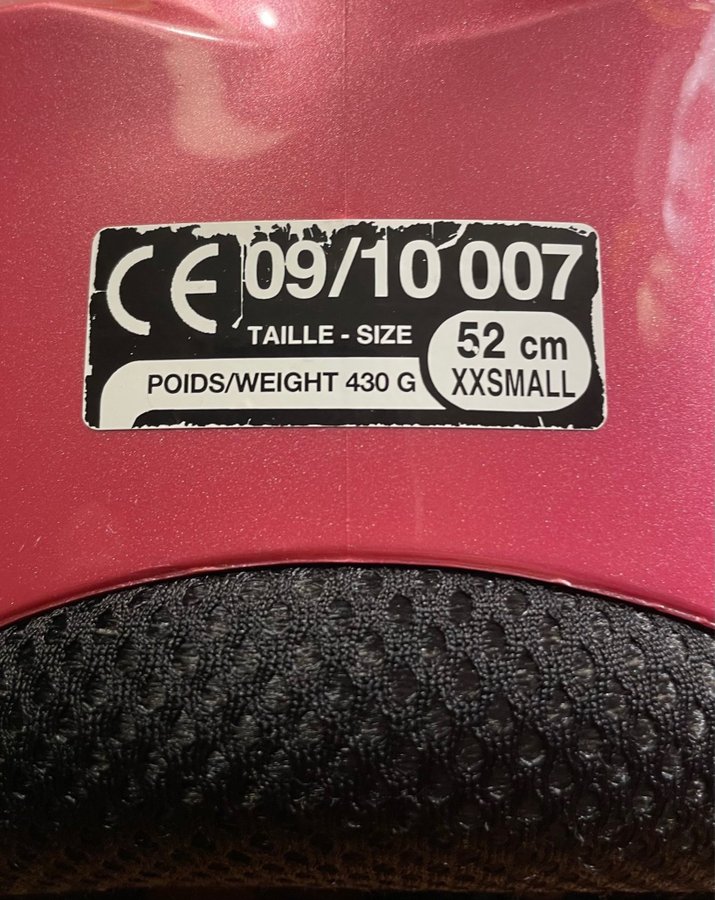 CE 09/10 007
TAILLE - SIZE
52 cm
XXSMALL
POIDS/WEIGHT 430 G